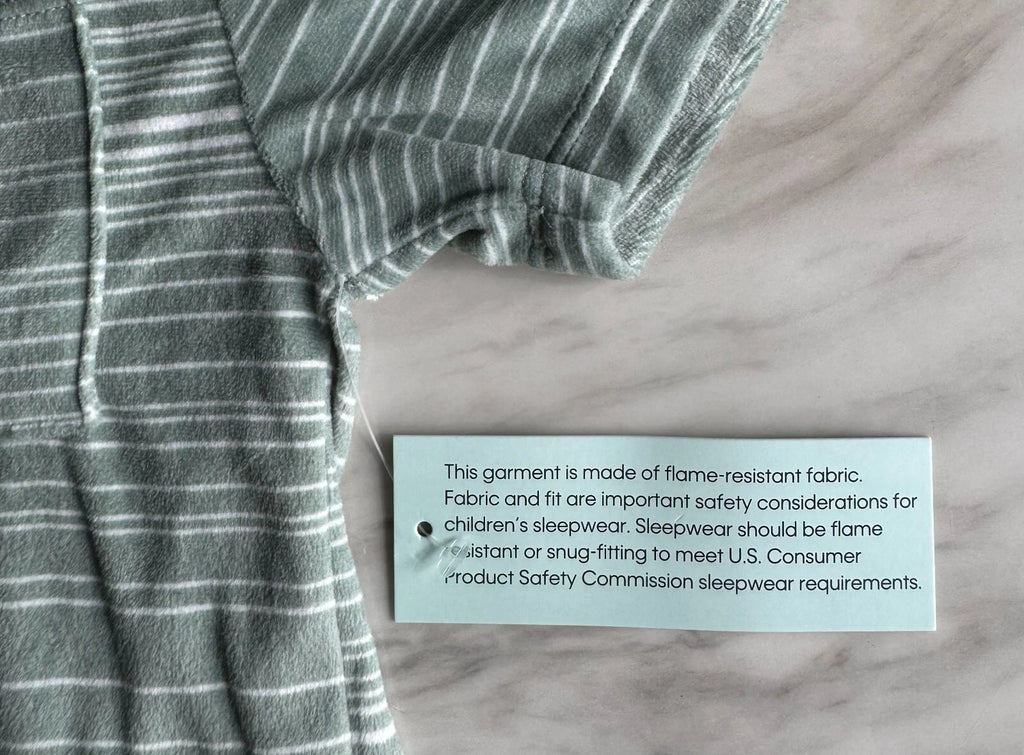 This garment is made of flame-resistant fabric.
Fabric and fit are important safety considerations for
children's sleepwear. Sleepwear should be flame
resistant or snug-fitting to meet U.S. Consumer
Product Safety Commission sleepwear requirements.